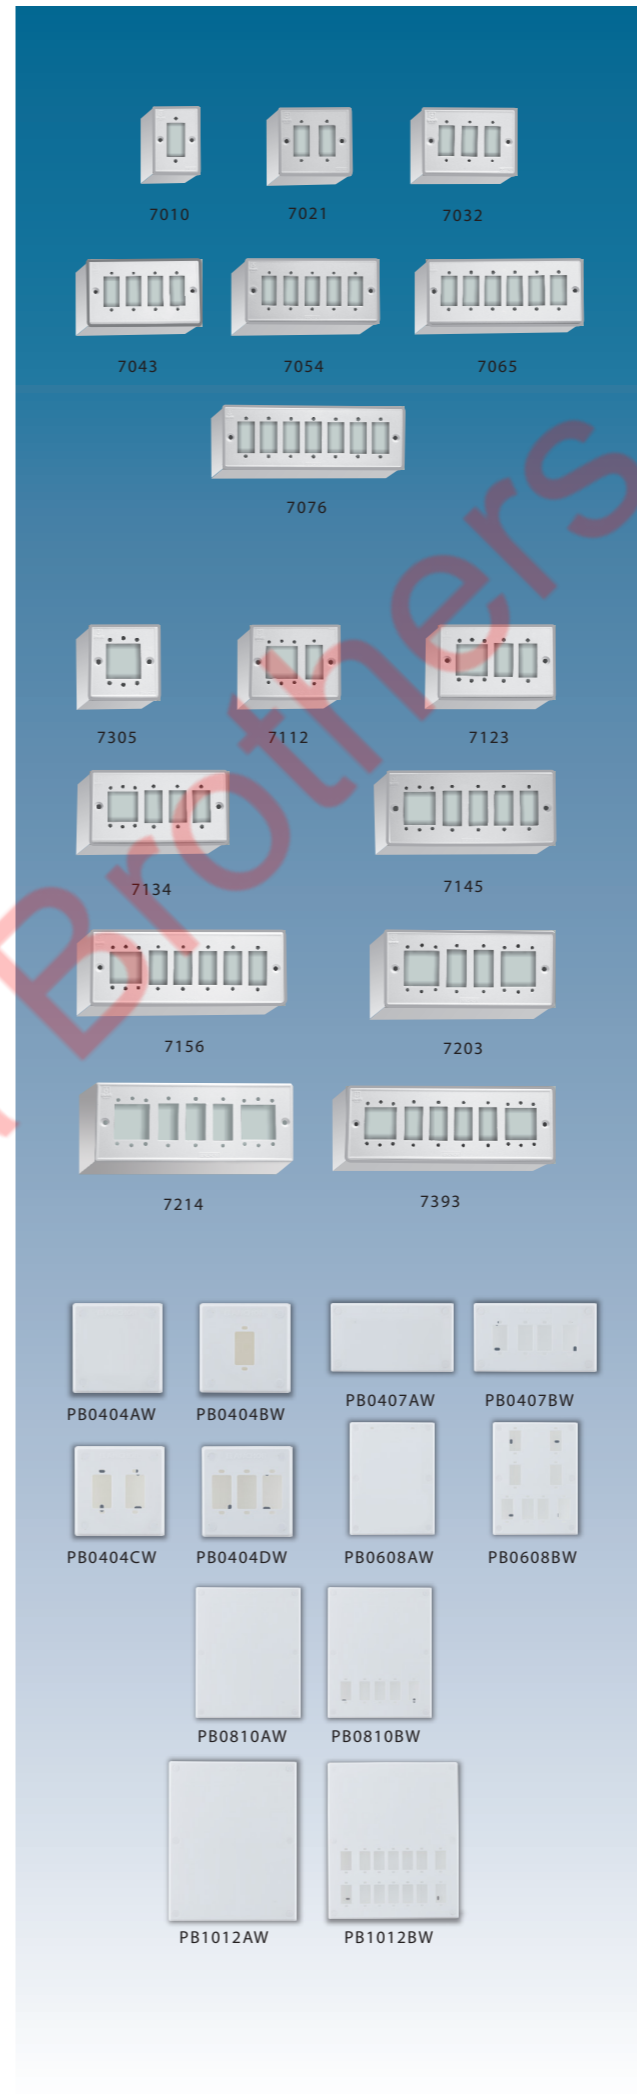 7010 7021 7032
7043 7054 7065
7076
7305 7112 7123
7134 7145
7156 7203
7214 7393
PB0404AW PB0404BW PB0407AW PB0407BW
PB0404CW PB0404DW PB0608AW PB0608BW
PB0810AW PB0810BW
PB1012AW PB1012BW
Brothers